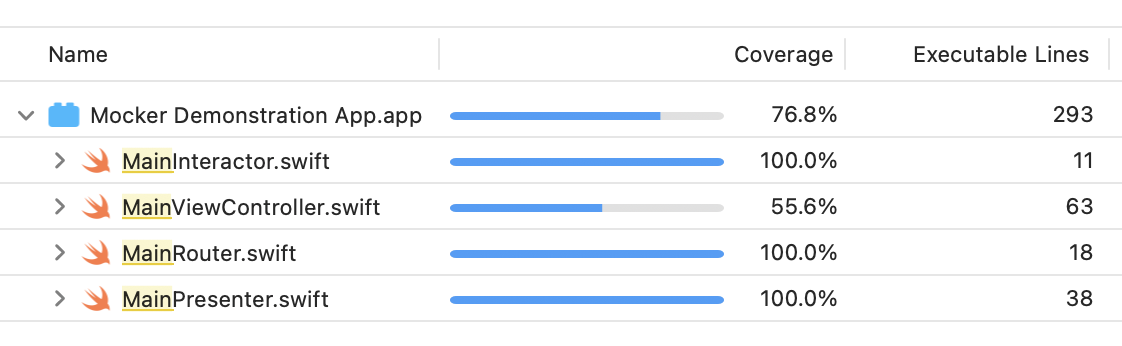 Name Coverage Executable Lines
Mocker Demonstration App.app 76.8% 293
MainInteractor.swift 100.0% 11
MainViewController.swift 55.6% 63
MainRouter.swift 100.0% 18
MainPresenter.swift 100.0% 38